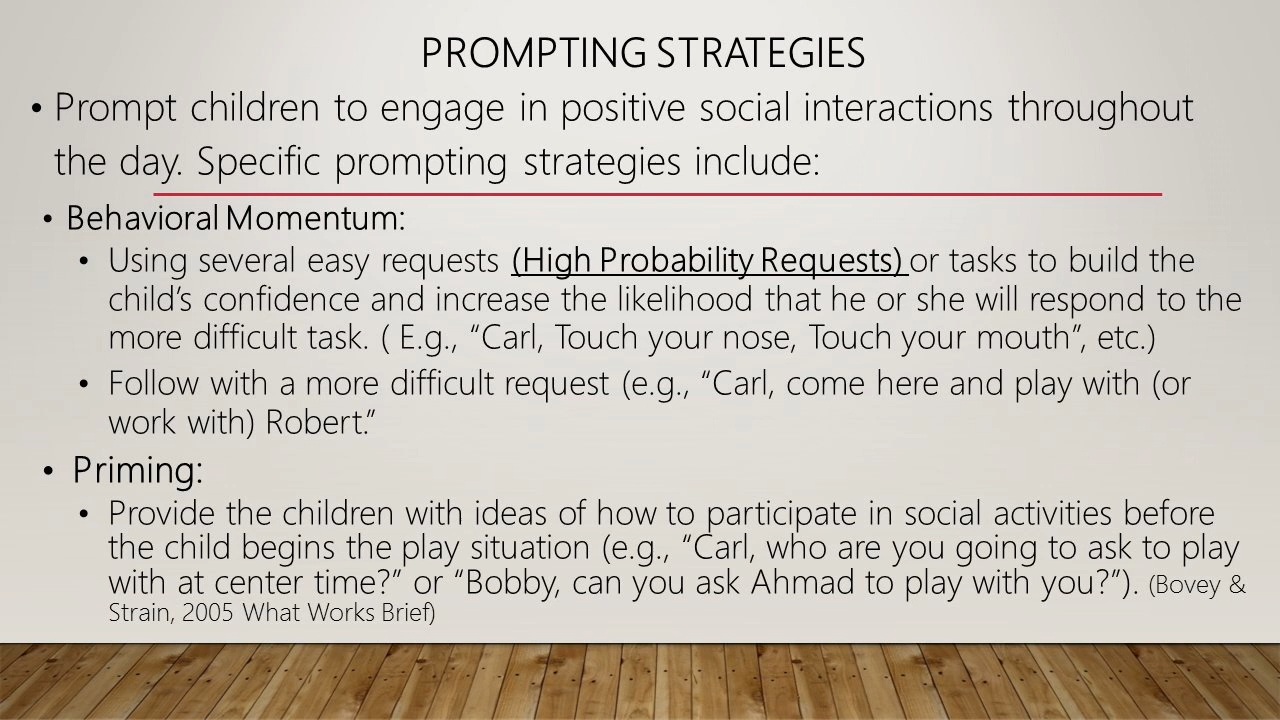 PROMPTING STRATEGIES
• Prompt children to engage in positive social interactions throughout
the day. Specific prompting strategies include:
• Behavioral Momentum:
• Using several easy requests (High Probability Requests) or tasks to build the
child’s confidence and increase the likelihood that he or she will respond to the
more difficult task. ( E.g., “Carl, Touch your nose, Touch your mouth”, etc.)
• Follow with a more difficult request (e.g., “Carl, come here and play with (or
work with) Robert.”
• Priming:
• Provide the children with ideas of how to participate in social activities before
the child begins the play situation (e.g., “Carl, who are you going to ask to play
with at center time?” or “Bobby, can you ask Ahmad to play with you?”). (Bovey &
Strain, 2005 What Works Brief)